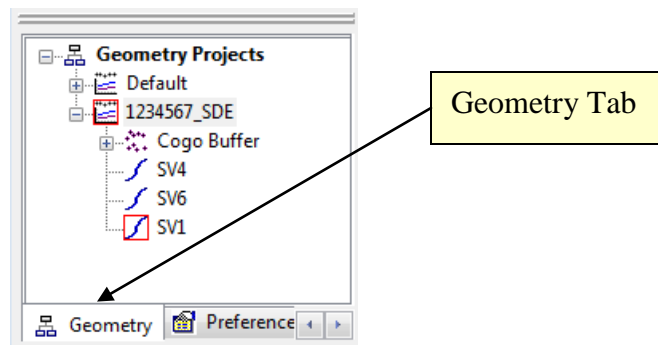 Geometry Projects
Default
1234567_SDE
Cogo Buffer
SV4
SV6
SV1
Geometry Preference
Geometry Tab